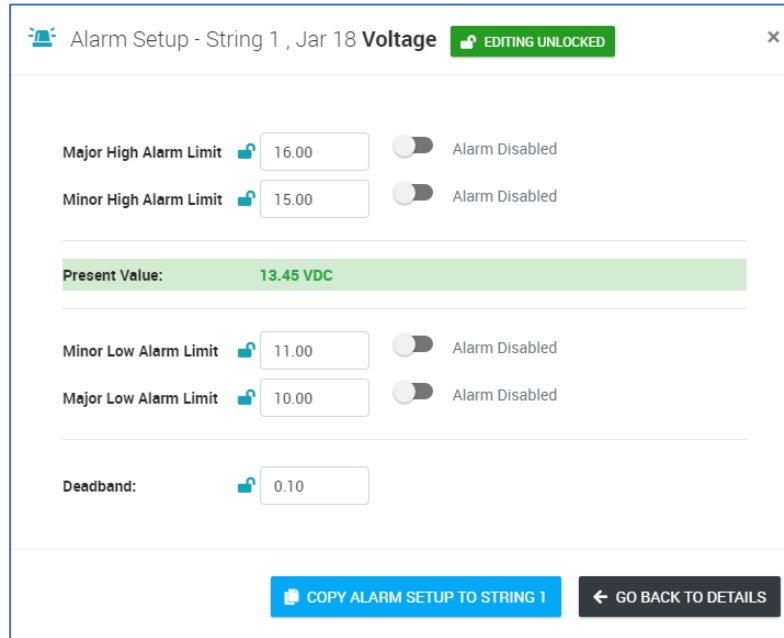 Alarm Setup - String 1 , Jar 18 Voltage EDITING UNLOCKED ×
Major High Alarm Limit 16.00 Alarm Disabled
Minor High Alarm Limit 15.00 Alarm Disabled
Present Value: 13.45 VDC
Minor Low Alarm Limit 11.00 Alarm Disabled
Major Low Alarm Limit 10.00 Alarm Disabled
Deadband: 0.10
COPY ALARM SETUP TO STRING 1 GO BACK TO DETAILS